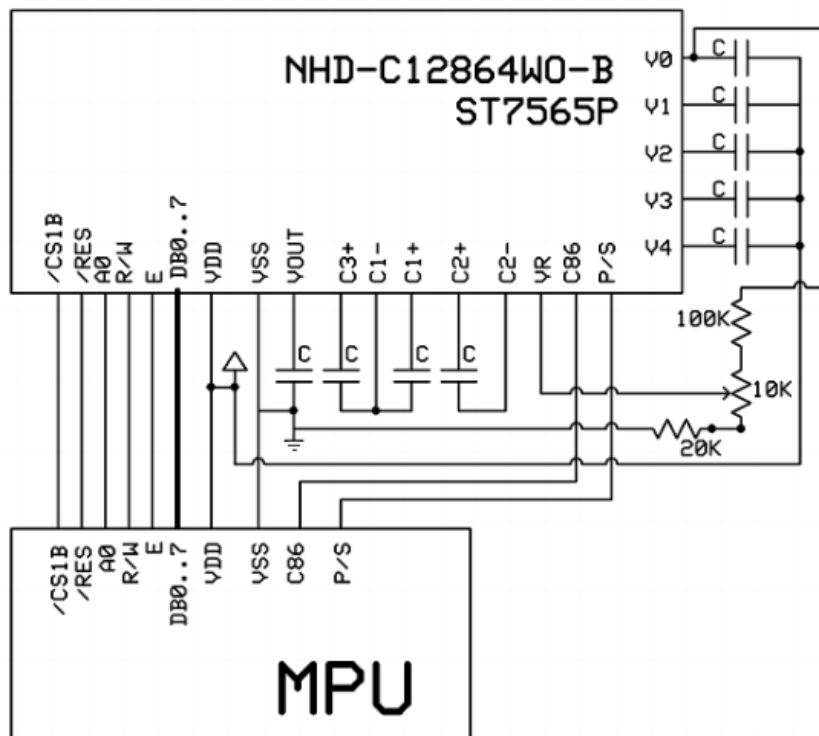 NHD-C12864WO-B
ST7565P
V0
V1
V2
V3
V4
C
C
C
C
C
/CS1B
/RES
A0
R/W
E
DB0..7
VDD
VSS
VOUT
C3+
C1-
C1+
C2+
C2-
VR
C86
P/S
C
C
C
C
100K
10K
20K
/CS1B
/RES
A0
R/W
E
DB0..7
VDD
VSS
C86
P/S
MPU